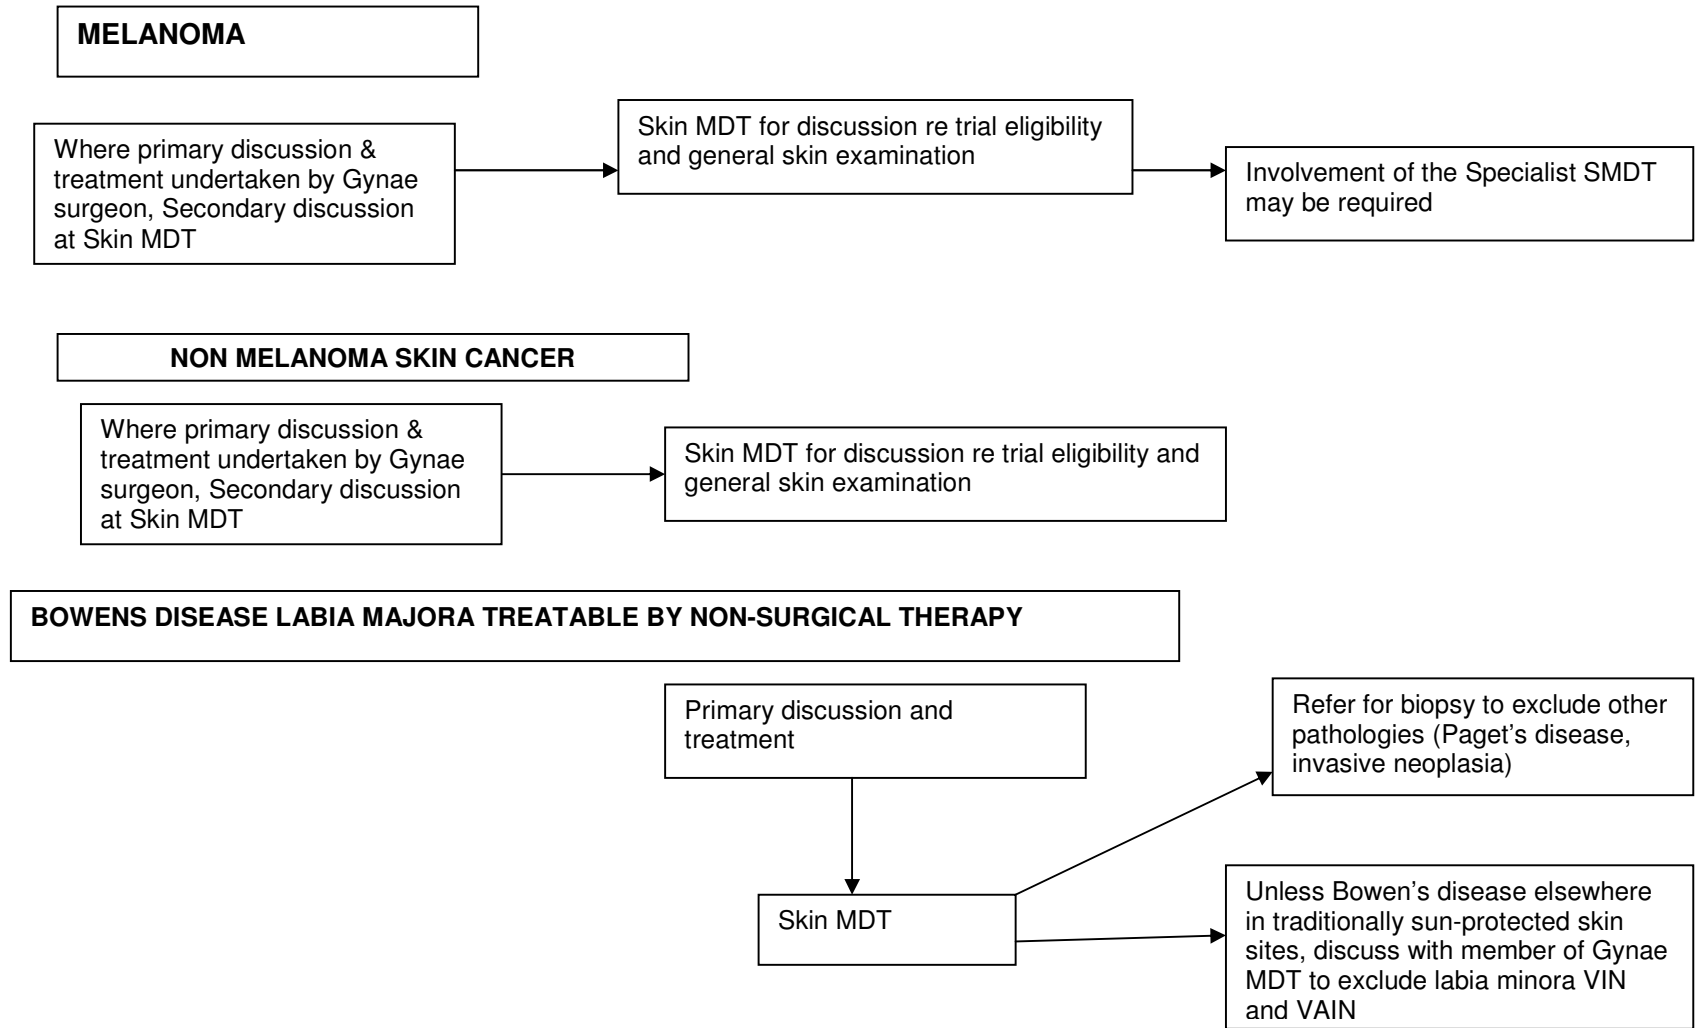 MELANOMA
Where primary discussion &
treatment undertaken by Gynae
surgeon, Secondary discussion
at Skin MDT
Skin MDT for discussion re trial eligibility
and general skin examination
Involvement of the Specialist SMDT
may be required
NON MELANOMA SKIN CANCER
Where primary discussion &
treatment undertaken by Gynae
surgeon, Secondary discussion
at Skin MDT
Skin MDT for discussion re trial eligibility and
general skin examination
BOWENS DISEASE LABIA MAJORA TREATABLE BY NON-SURGICAL THERAPY
Primary discussion and
treatment
Refer for biopsy to exclude other
pathologies (Paget’s disease,
invasive neoplasia)
Skin MDT
Unless Bowen’s disease elsewhere
in traditionally sun-protected skin
sites, discuss with member of Gynae
MDT to exclude labia minora VIN
and VAIN